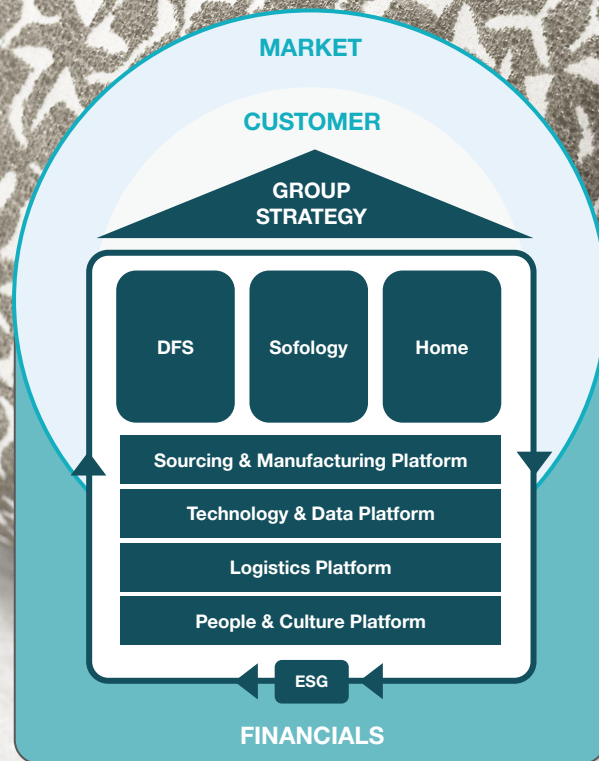 MARKET
CUSTOMER
GROUP
STRATEGY
DFS
Sofology
Home
Sourcing & Manufacturing Platform
Technology & Data Platform
Logistics Platform
People & Culture Platform
ESG
FINANCIALS